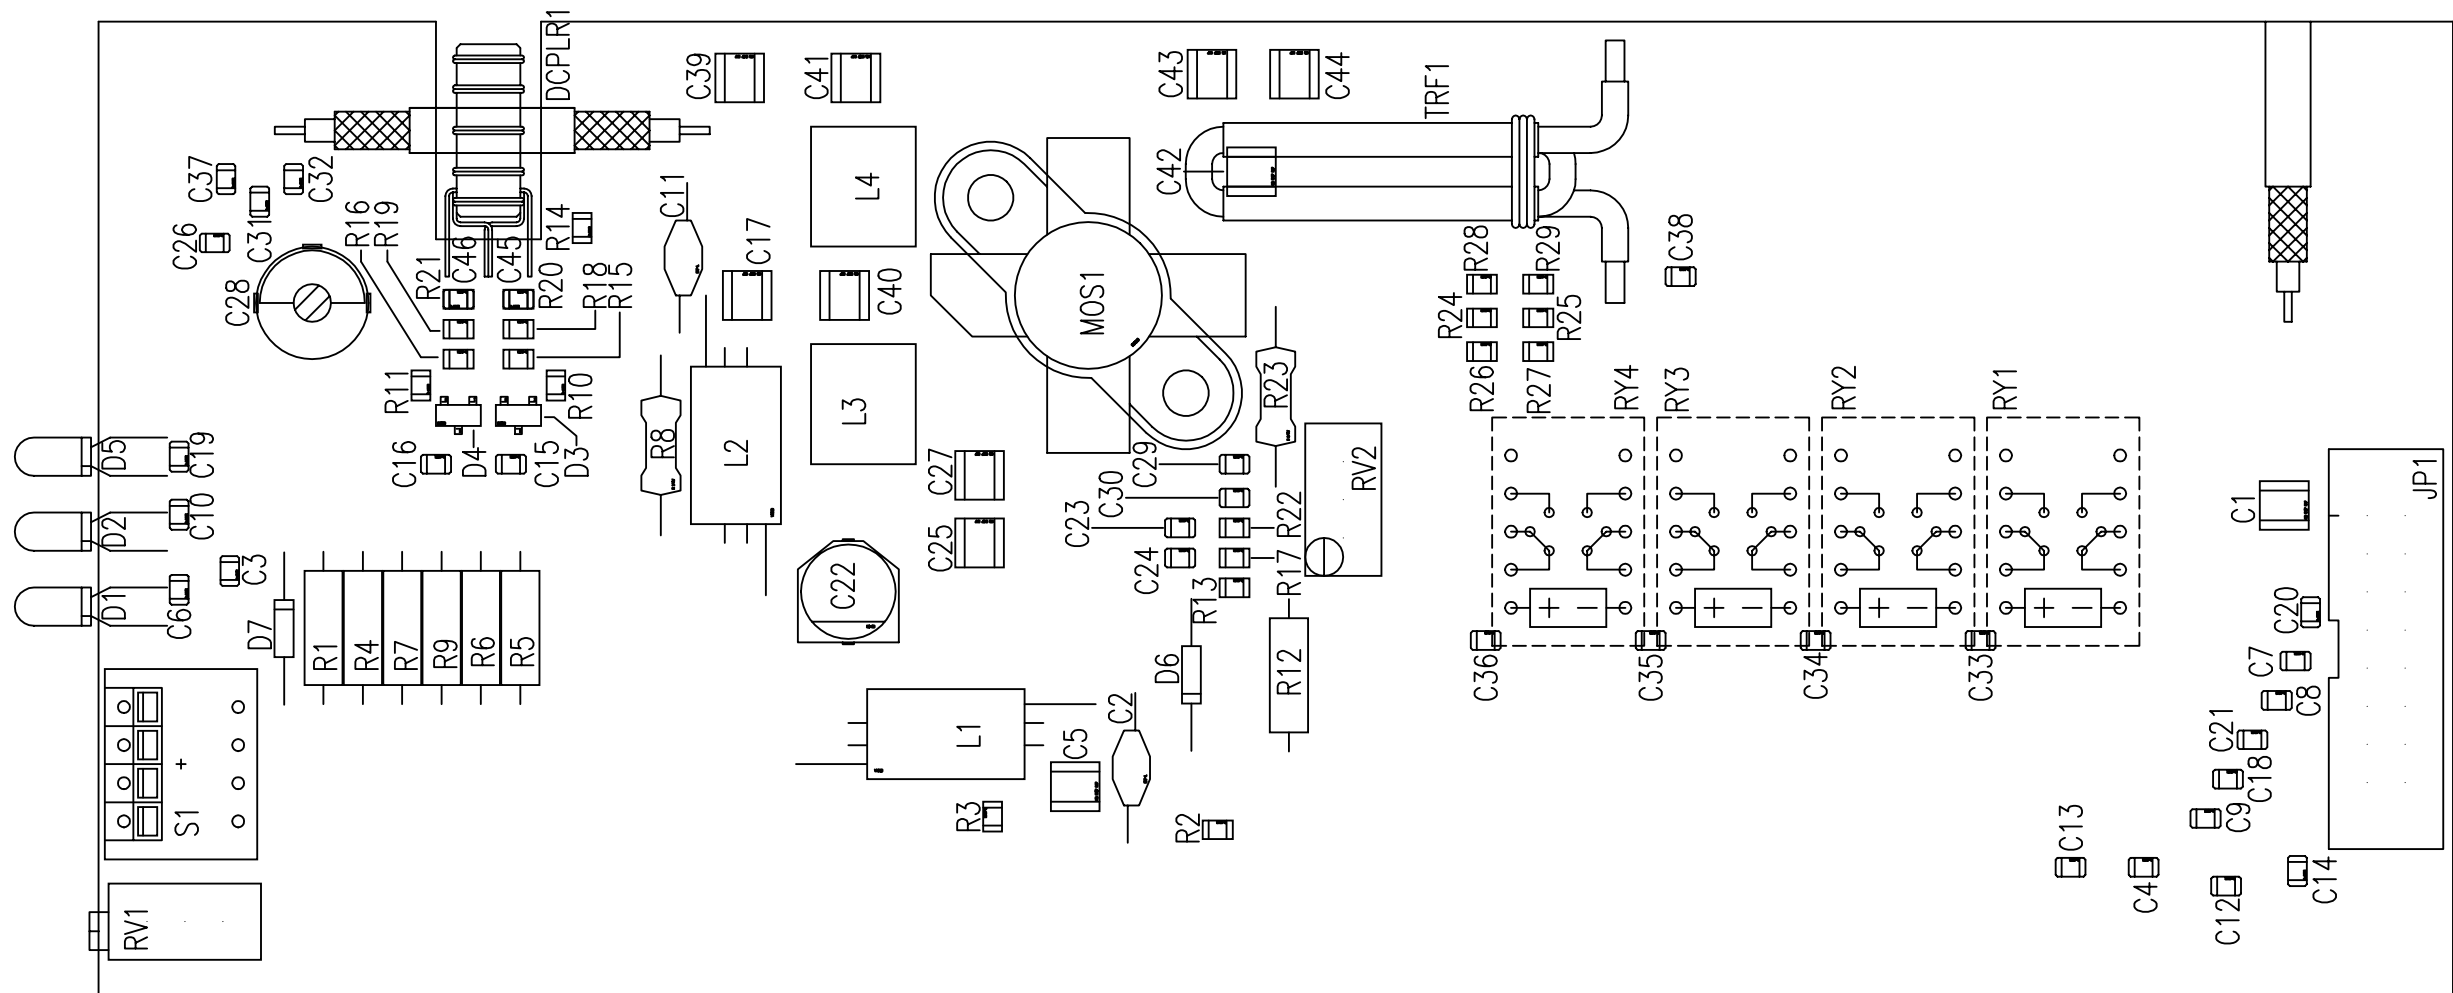 DCPLR1
C39
C41
C43
C44
TRF1
C37
C32
C42
L4
C11
R16
R19
R14
C31
C26
C17
C38
R28
R29
C46
C45
R21
R20
R18
R15
C28
C40
MOS1
R24
R25
R11
R10
R23
R26
R27
RY4
RY3
RY2
RY1
L3
R8
L2
D5
C19
C16
D4
C15
D3
C27
C29
C30
RV2
JP1
D2
C10
C23
R22
C1
C25
C3
C24
R17
D1
C6
C22
R13
+ −
+ −
+ −
+ −
C20
D7
R1
R4
R7
R9
R6
R5
D6
R12
C36
C35
C34
C33
C7
C8
C2
L1
C5
C21
C18
+
S1
R3
R2
C13
C9
C4
C14
C12
RV1